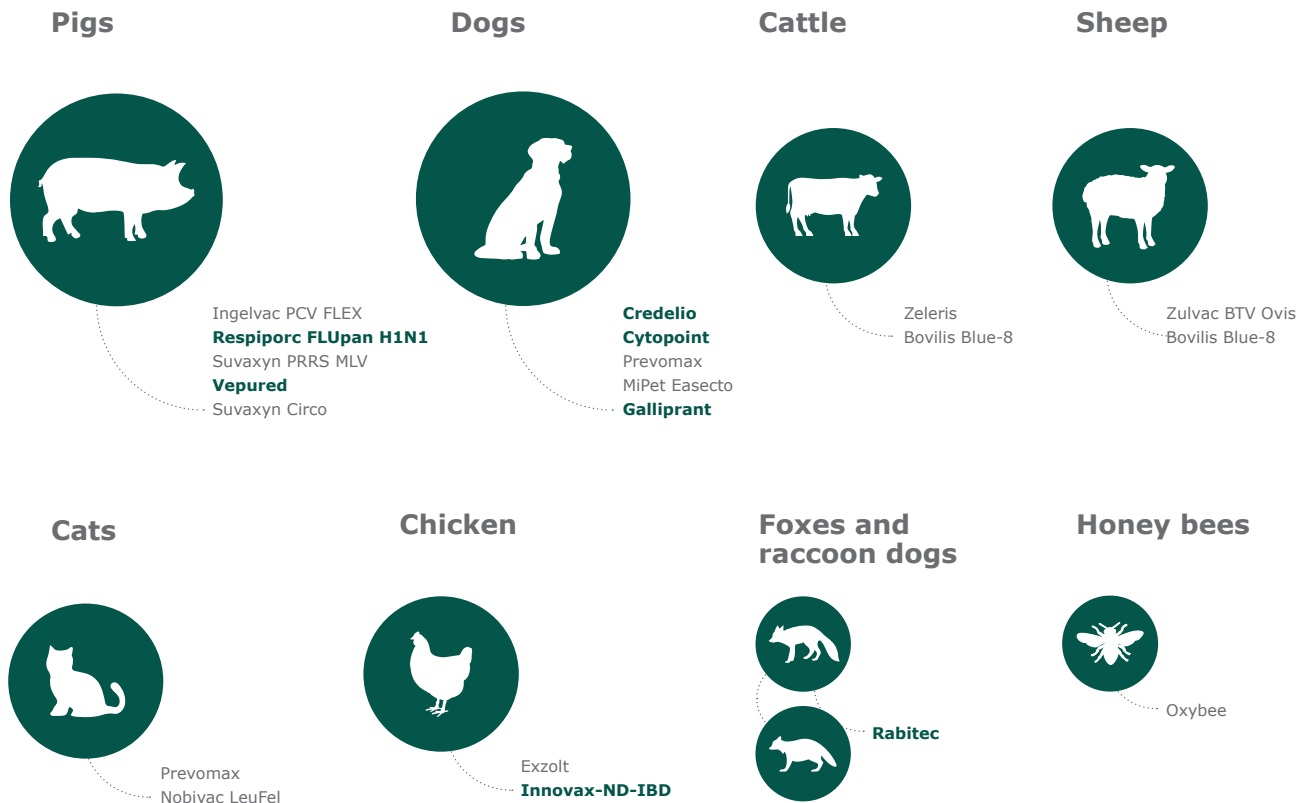 Pigs
Ingelvac PCV FLEX
Respiporc FLUpan H1N1
Suvaxyn PRRS MLV
Vepured
Suvaxyn Circo
Dogs
Credelio
Cytopoint
Prevomax
MiPet Easecto
Galliprant
Cattle
Zeleris
Bovilis Blue-8
Sheep
Zulvac BTV Ovis
Bovilis Blue-8
Cats
Prevomax
Nobivac LeuFel
Chicken
Exzolt
Innovax-ND-IBD
Foxes and
raccoon dogs
Rabitec
Honey bees
Oxybee